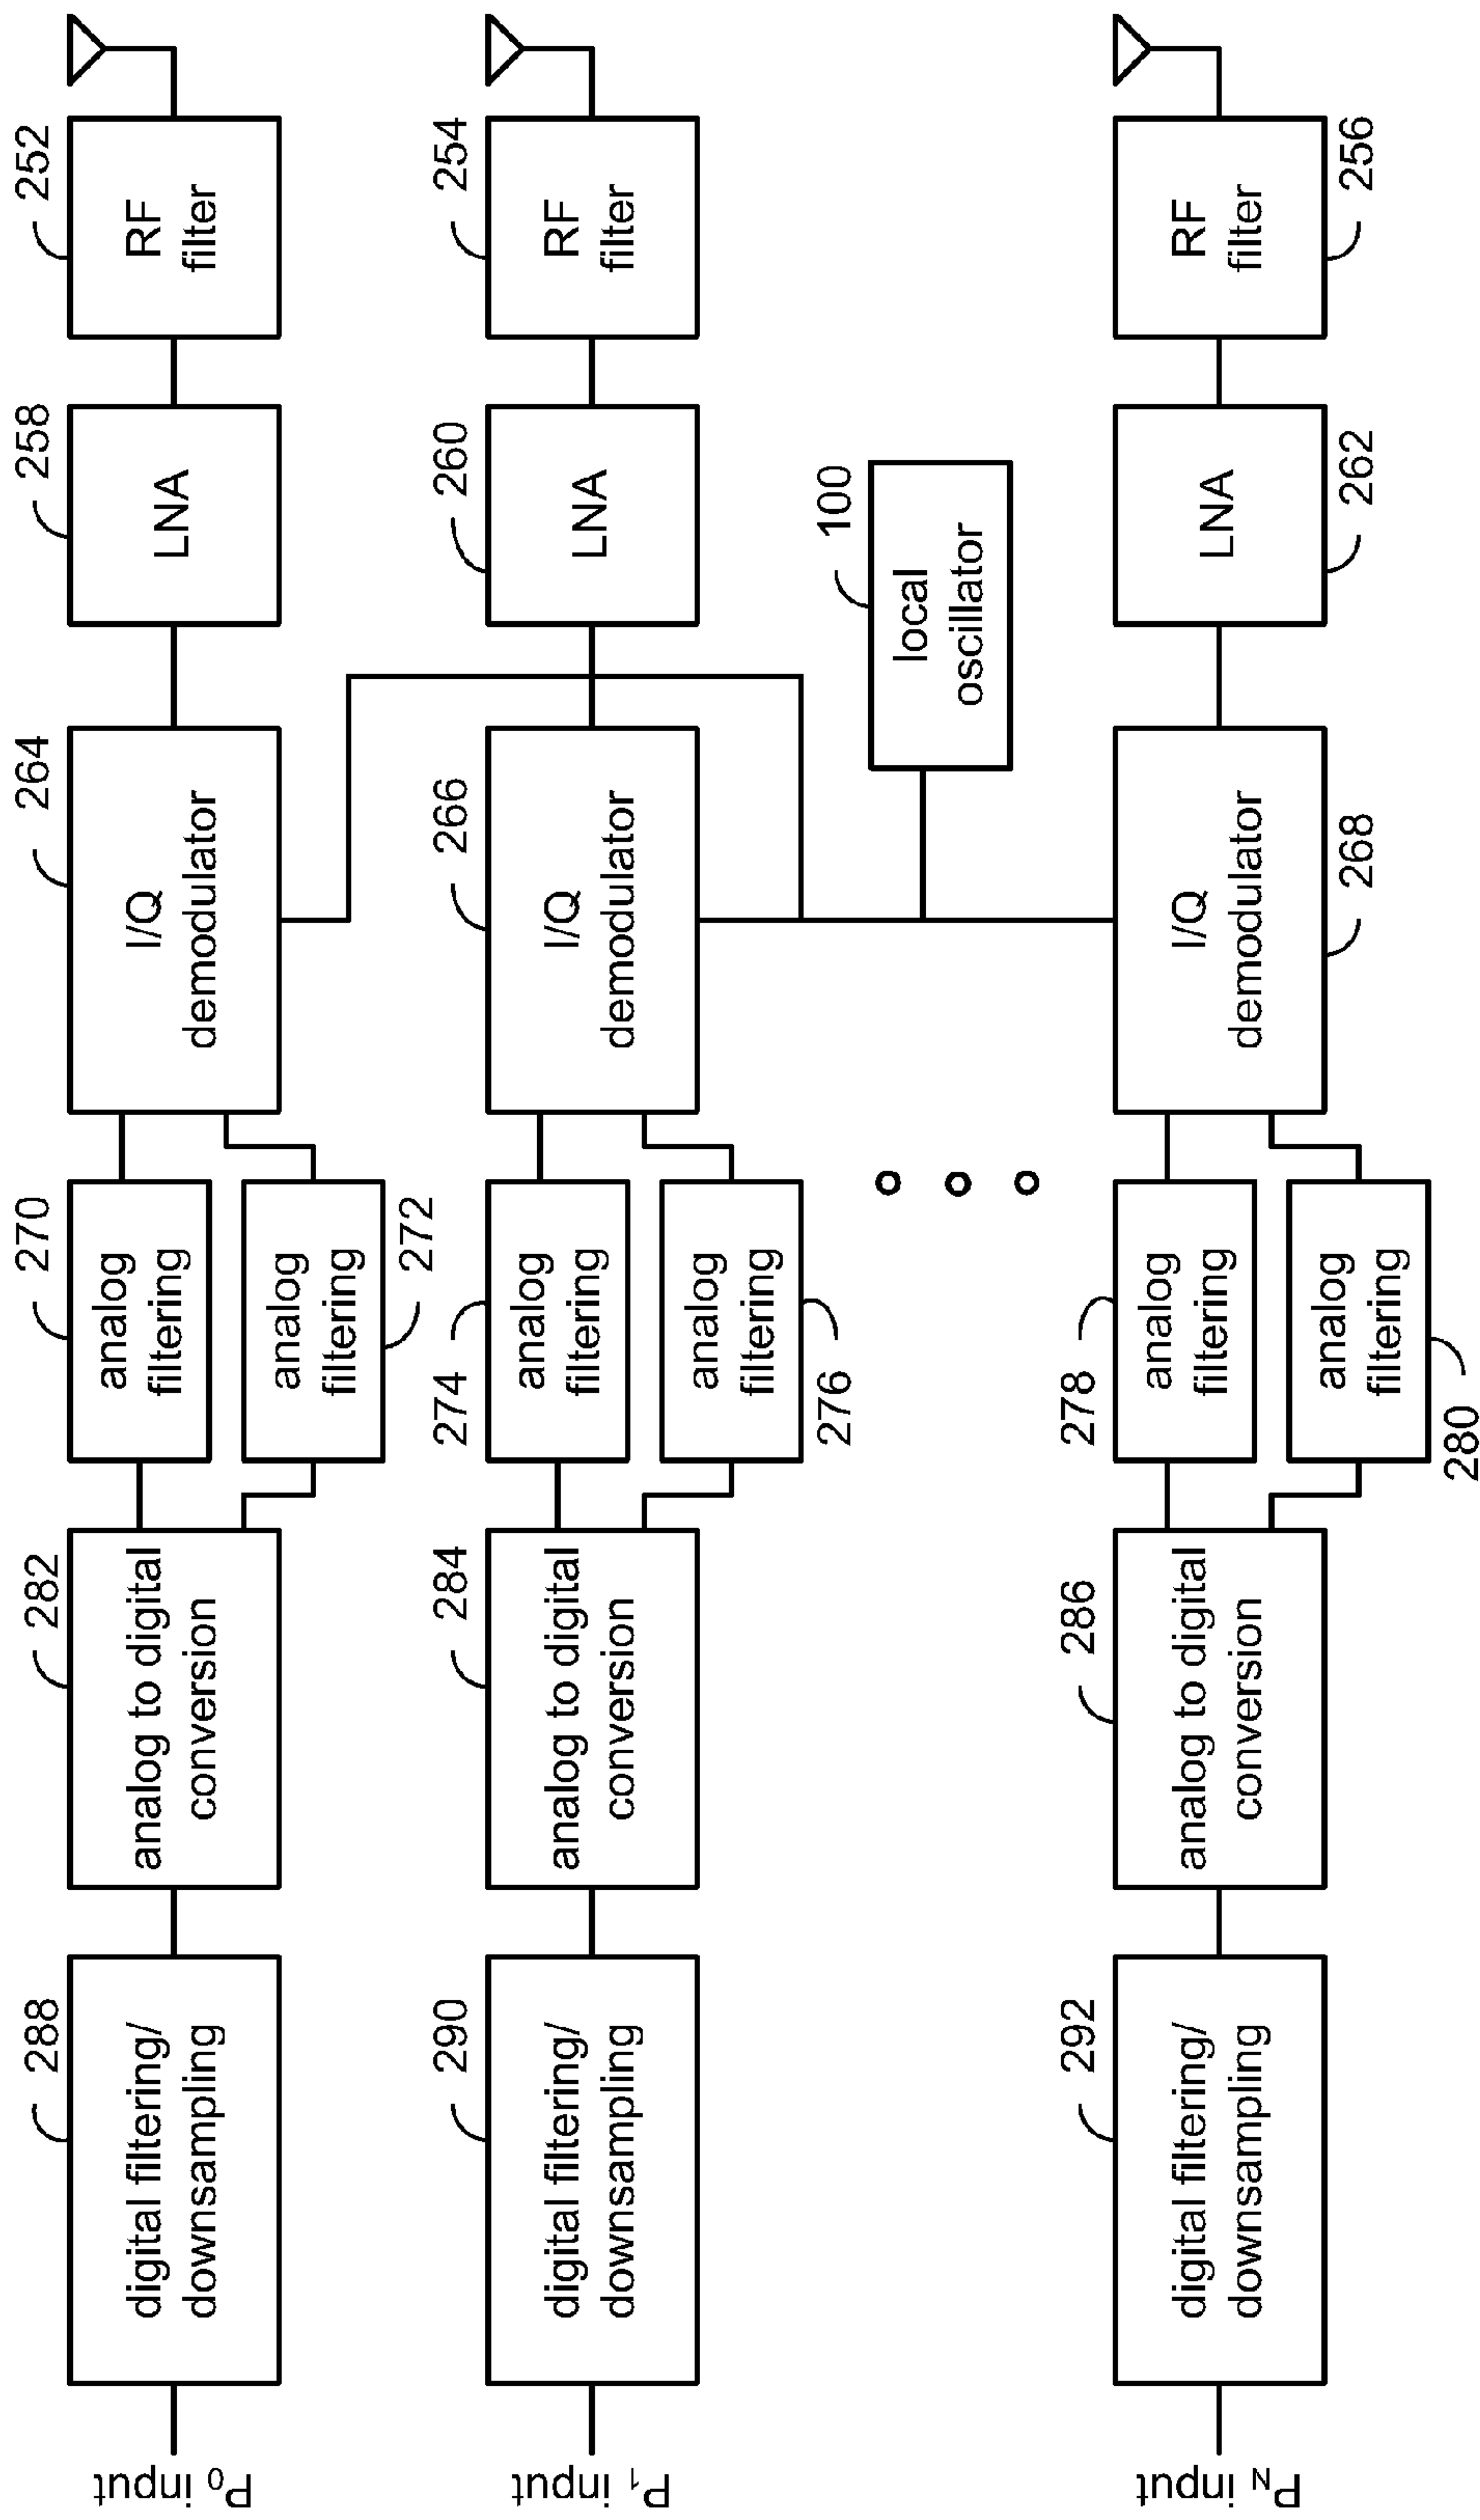 252
RF
filter
258
LNA
264
I/Q
demodulator
270
analog
filtering
analog
filtering
272
282
analog to digital
conversion
288
digital filtering/
downsampling
P0 input
254
RF
filter
260
LNA
266
I/Q
demodulator
274
analog
filtering
analog
filtering
276
284
analog to digital
conversion
290
digital filtering/
downsampling
P1 input
100
local
oscillator
256
RF
filter
262
LNA
268
I/Q
demodulator
278
analog
filtering
analog
filtering
280
286
analog to digital
conversion
292
digital filtering/
downsampling
PN input